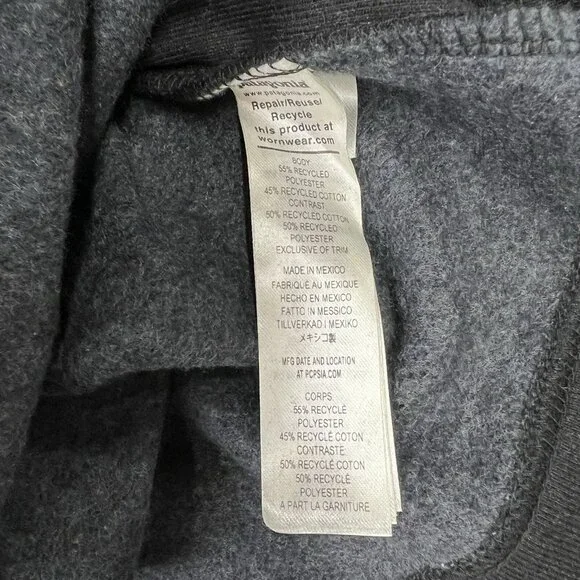 patagonia
www.patagonia.com
Repair/Reuse/
Recycle
this product at
wornwear.com
BODY
55% RECYCLED
POLYESTER
45% RECYCLED COTTON
CONTRAST
50% RECYCLED COTTON
50% RECYCLED
POLYESTER
EXCLUSIVE OF TRIM
MADE IN MEXICO
FABRIQUÉ AU MEXIQUE
HECHO EN MEXICO
FATTO IN MESSICO
TILLVERKAD I MEXIKO
メキシコ製
MFG DATE AND LOCATION
AT PCPSIA.COM
CORPS
55% RECYCLÉ
POLYESTER
45% RECYCLÉ COTON
CONTRASTE
50% RECYCLÉ COTON
50% RECYCLÉ
POLYESTER
A PART LA GARNITURE